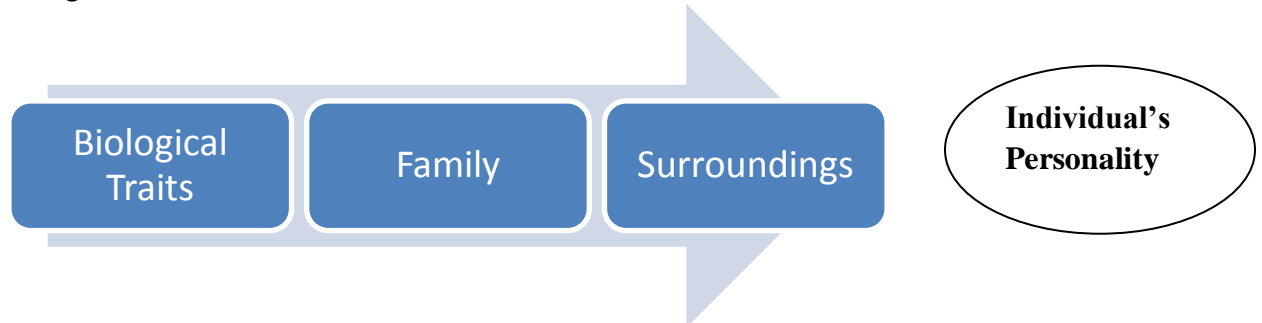 Biological
Traits
Family
Surroundings
Individual's
Personality